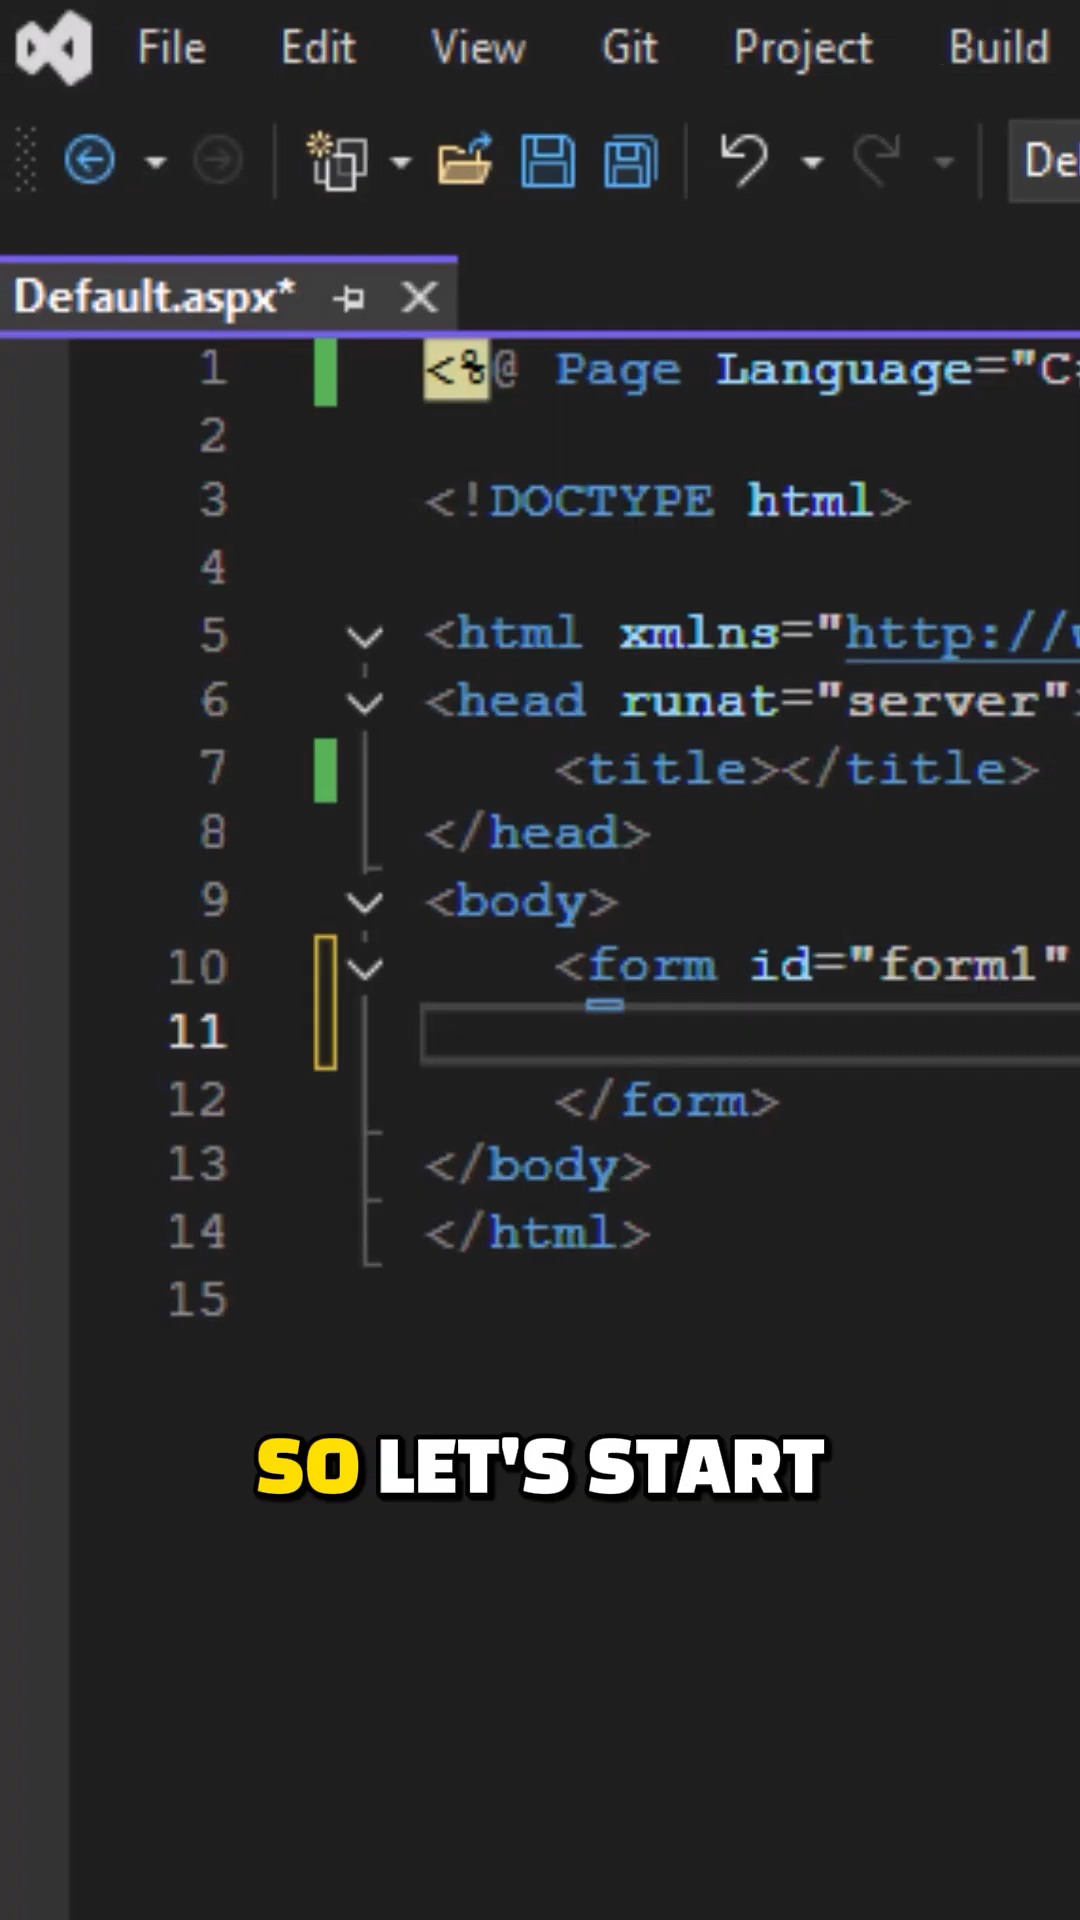 File Edit View Git Project Build
Default.aspx*
1 <%@ Page Language="C
2
3 <!DOCTYPE html>
4
5 <html xmlns="http://
6 <head runat="server"
7 <title></title>
8 </head>
9 <body>
10 <form id="form1"
11
12 </form>
13 </body>
14 </html>
15
SO LET'S START